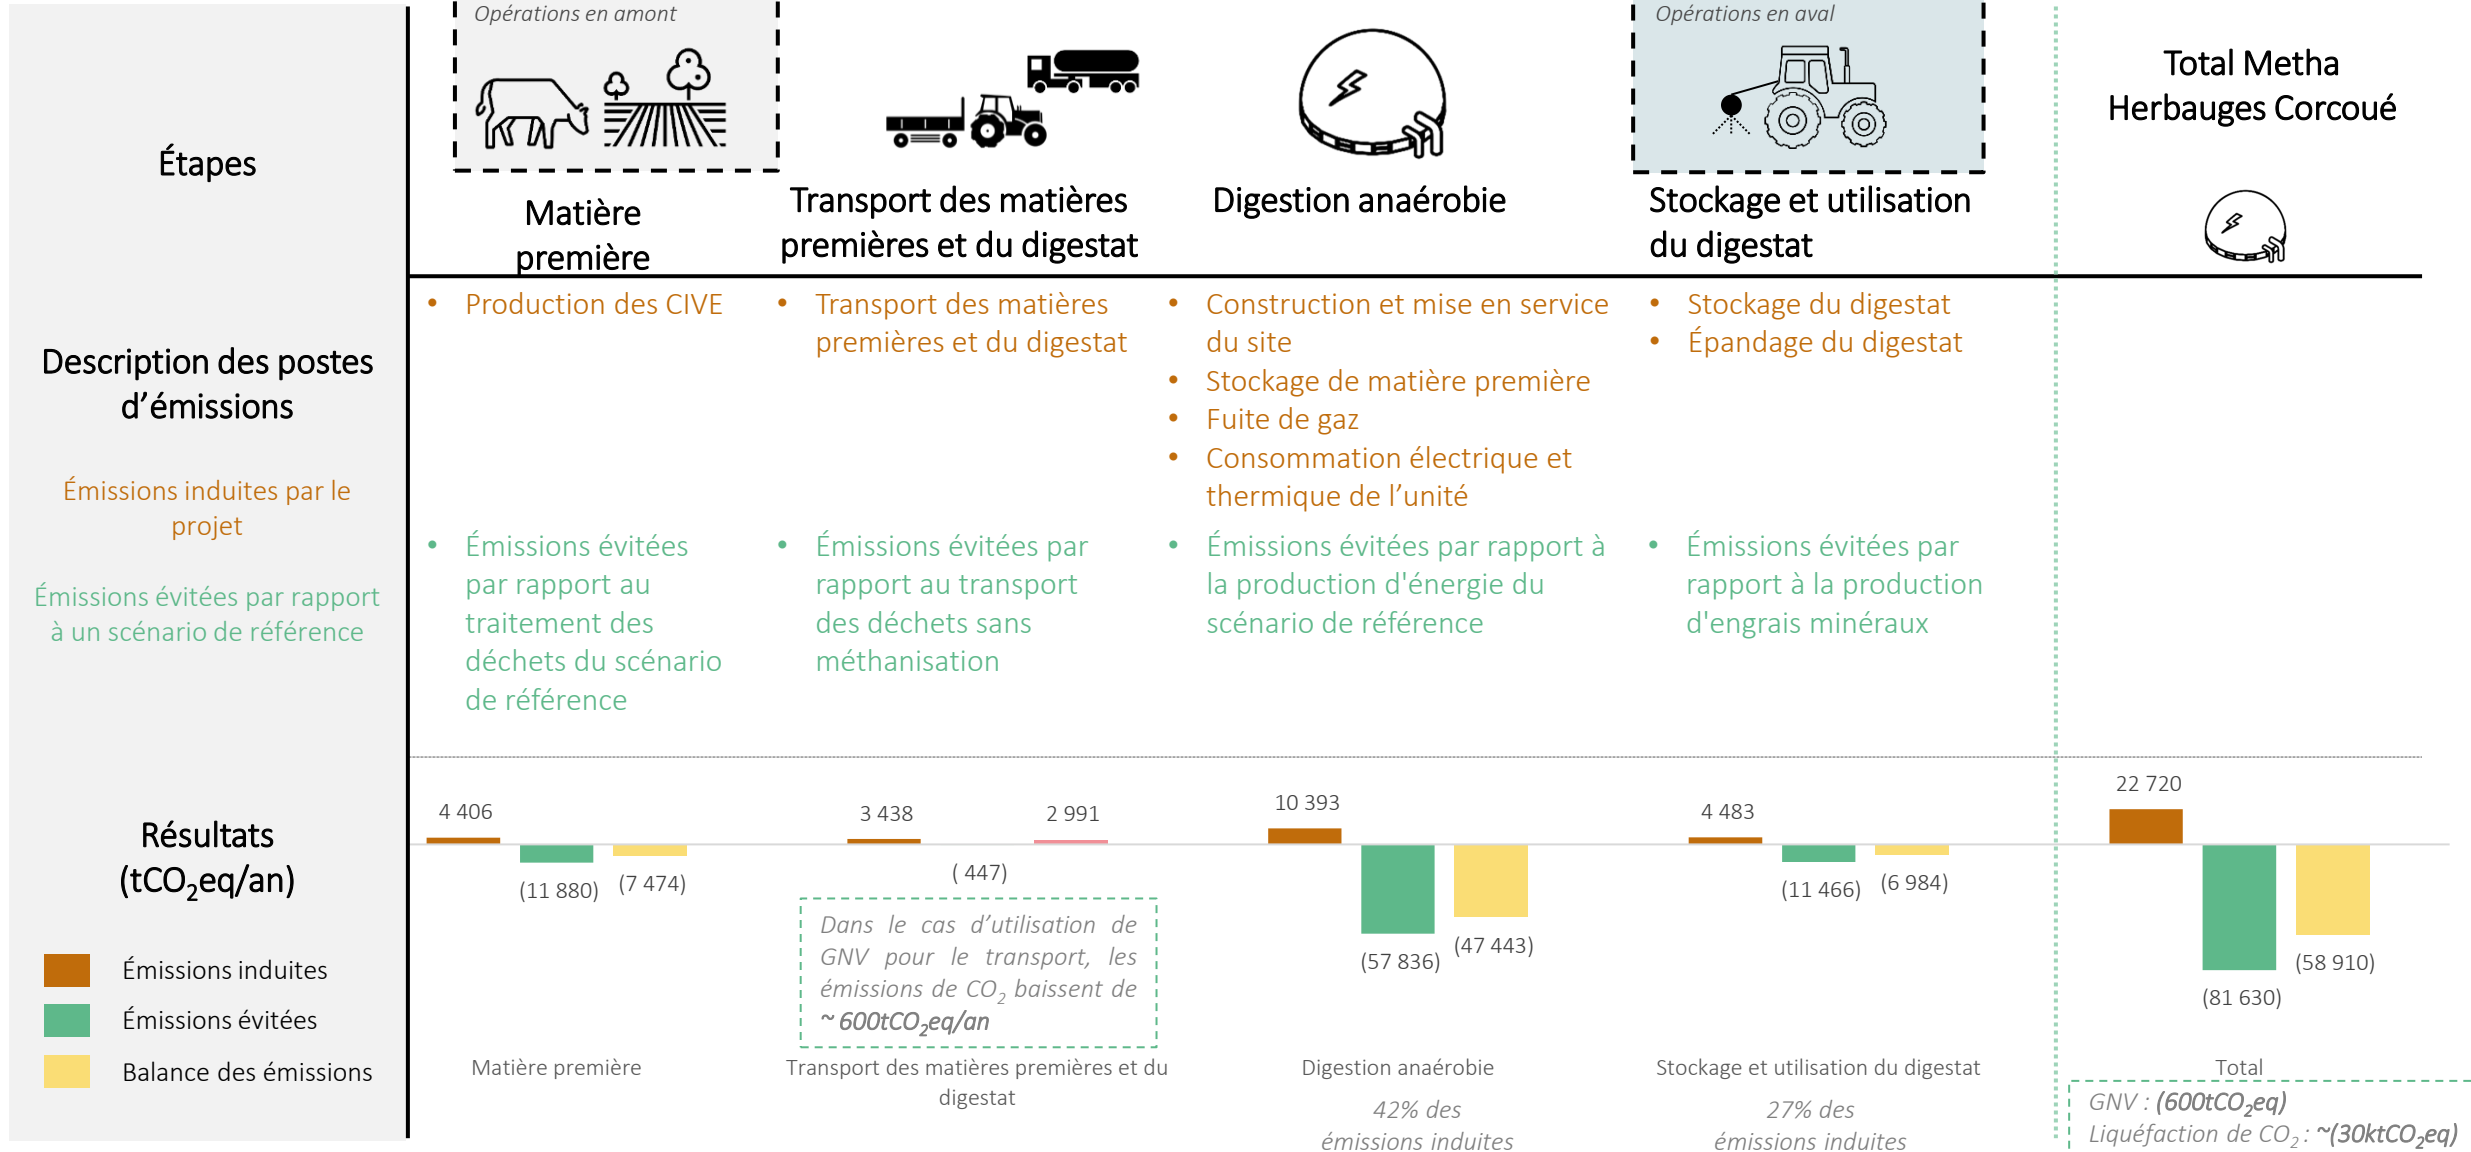 Opérations en amont
Opérations en aval
Étapes
Matière
première
Transport des matières
premières et du digestat
Digestion anaérobie
Stockage et utilisation
du digestat
Total Metha
Herbauges Corcoué
Description des postes
d’émissions
Émissions induites par le
projet
Émissions évitées par rapport
à un scénario de référence
• Production des CIVE
• Transport des matières
premières et du digestat
• Construction et mise en service
du site
• Stockage de matière première
• Fuite de gaz
• Consommation électrique et
thermique de l’unité
• Stockage du digestat
• Épandage du digestat
• Émissions évitées
par rapport au
traitement des
déchets du scénario
de référence
• Émissions évitées par
rapport au transport
des déchets sans
méthanisation
• Émissions évitées par rapport à
la production d'énergie du
scénario de référence
• Émissions évitées par
rapport à la production
d'engrais minéraux
Résultats
(tCO₂eq/an)
Émissions induites
Émissions évitées
Balance des émissions
4 406
(11 880)
(7 474)
Matière première
3 438
( 447)
2 991
Dans le cas d’utilisation de
GNV pour le transport, les
émissions de CO₂ baissent de
~ 600tCO₂eq/an
Transport des matières premières et du
digestat
10 393
(57 836)
(47 443)
Digestion anaérobie
42% des
émissions induites
4 483
(11 466)
(6 984)
Stockage et utilisation du digestat
27% des
émissions induites
22 720
(81 630)
(58 910)
Total
GNV : (600tCO₂eq)
Liquéfaction de CO₂ : ~(30ktCO₂eq)